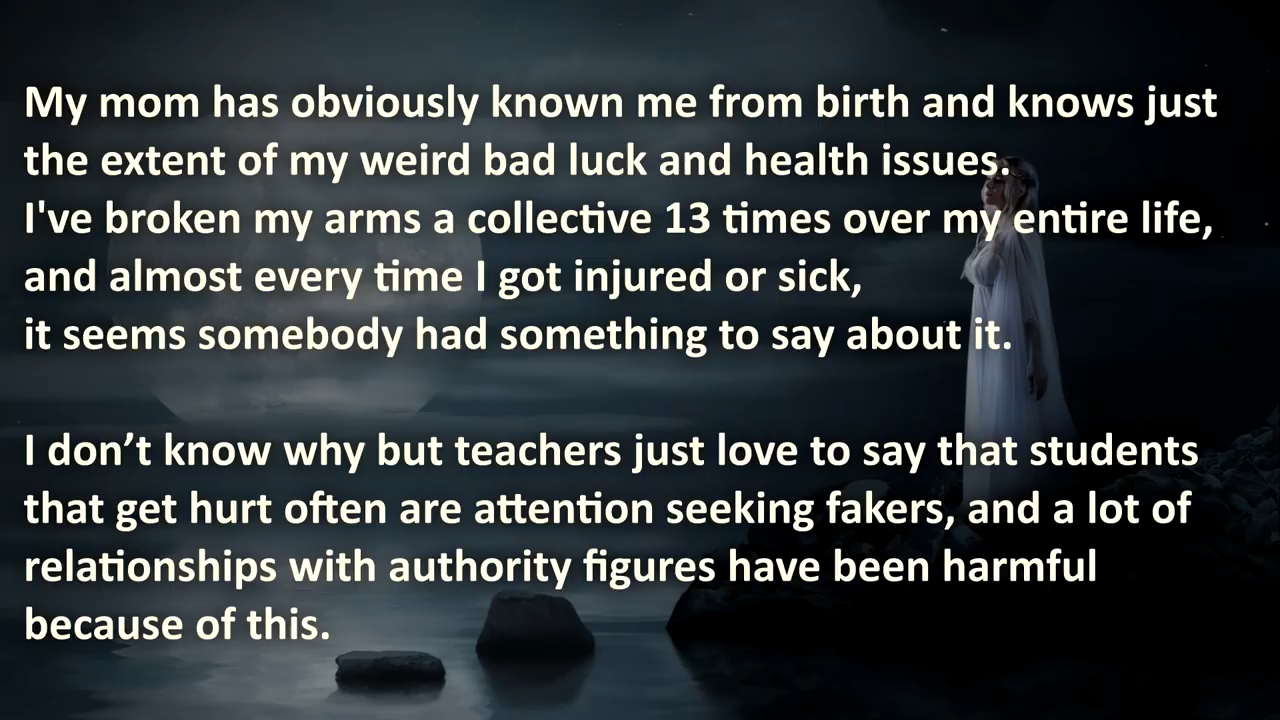 My mom has obviously known me from birth and knows just
the extent of my weird bad luck and health issues.
I've broken my arms a collective 13 times over my entire life,
and almost every time I got injured or sick,
it seems somebody had something to say about it.
I don’t know why but teachers just love to say that students
that get hurt often are attention seeking fakers, and a lot of
relationships with authority figures have been harmful
because of this.